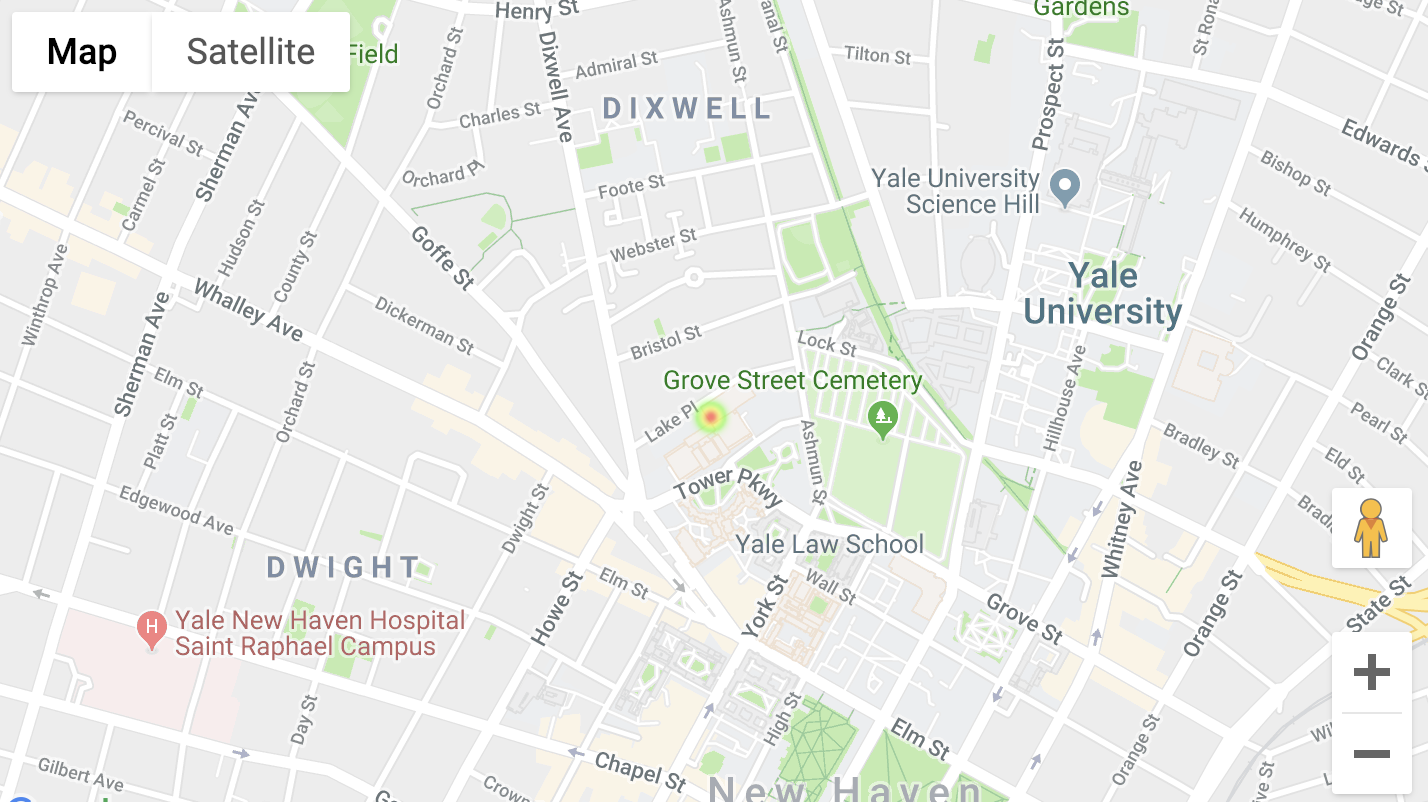 Map
Satellite
Field
Henry St
Gardens
St Rona
Orchard St
Dixwell Ave
Ashmun St
anal St
Admiral St
Tilton St
Prospect St
DIXWELL
Charles St
Sherman Ave
Percival St
Edwards S
Carmel St
Orchard Pl
Foote St
Yale University
Science Hill
Bishop St
Hudson St
Humphrey St
County St
Goffe St
Webster St
Winthrop Ave
Whalley Ave
Sherman Ave
Yale
University
Orange St
Dickerman St
Bristol St
Lock St
Elm St
Grove Street Cemetery
Hillhouse Ave
Clark St
Orchard St
Lake Pl
Pearl St
Platt St
Ashmun St
Bradley St
Eld St
Edgewood Ave
Dwight St
Tower Pkwy
Whitney Ave
Bradl
Yale Law School
DWIGHT
Elm St
Wall St
York St
Howe St
Grove St
Orange St
State St
H
Yale New Haven Hospital
Saint Raphael Campus
Day St
High St
Elm St
Orange St
Chapel St
Gilbert Ave
Crown
New Haven